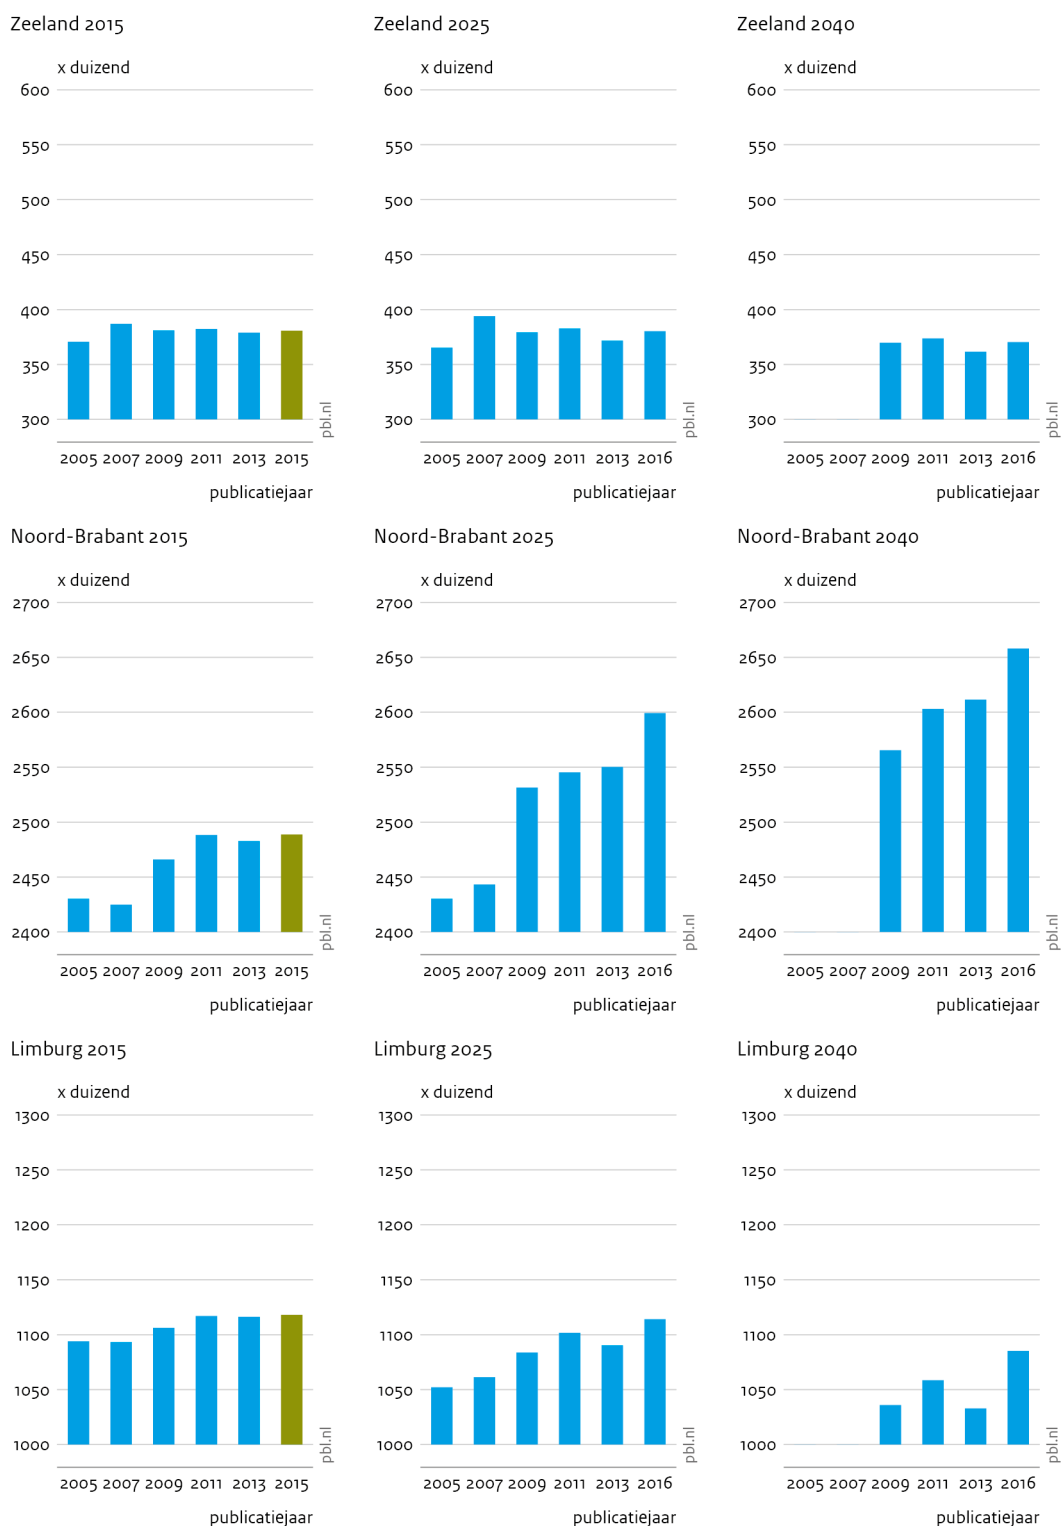 Zeeland 2015
x duizend
600
550
500
450
400
350
300
2005 2007 2009 2011 2013 2015
publicatiejaar
pbl.nl
Zeeland 2025
x duizend
600
550
500
450
400
350
300
2005 2007 2009 2011 2013 2016
publicatiejaar
pbl.nl
Zeeland 2040
x duizend
600
550
500
450
400
350
300
2005 2007 2009 2011 2013 2016
publicatiejaar
pbl.nl
Noord-Brabant 2015
x duizend
2700
2650
2600
2550
2500
2450
2400
2005 2007 2009 2011 2013 2015
publicatiejaar
pbl.nl
Noord-Brabant 2025
x duizend
2700
2650
2600
2550
2500
2450
2400
2005 2007 2009 2011 2013 2016
publicatiejaar
pbl.nl
Noord-Brabant 2040
x duizend
2700
2650
2600
2550
2500
2450
2400
2005 2007 2009 2011 2013 2016
publicatiejaar
pbl.nl
Limburg 2015
x duizend
1300
1250
1200
1150
1100
1050
1000
2005 2007 2009 2011 2013 2015
publicatiejaar
pbl.nl
Limburg 2025
x duizend
1300
1250
1200
1150
1100
1050
1000
2005 2007 2009 2011 2013 2016
publicatiejaar
pbl.nl
Limburg 2040
x duizend
1300
1250
1200
1150
1100
1050
1000
2005 2007 2009 2011 2013 2016
publicatiejaar
pbl.nl